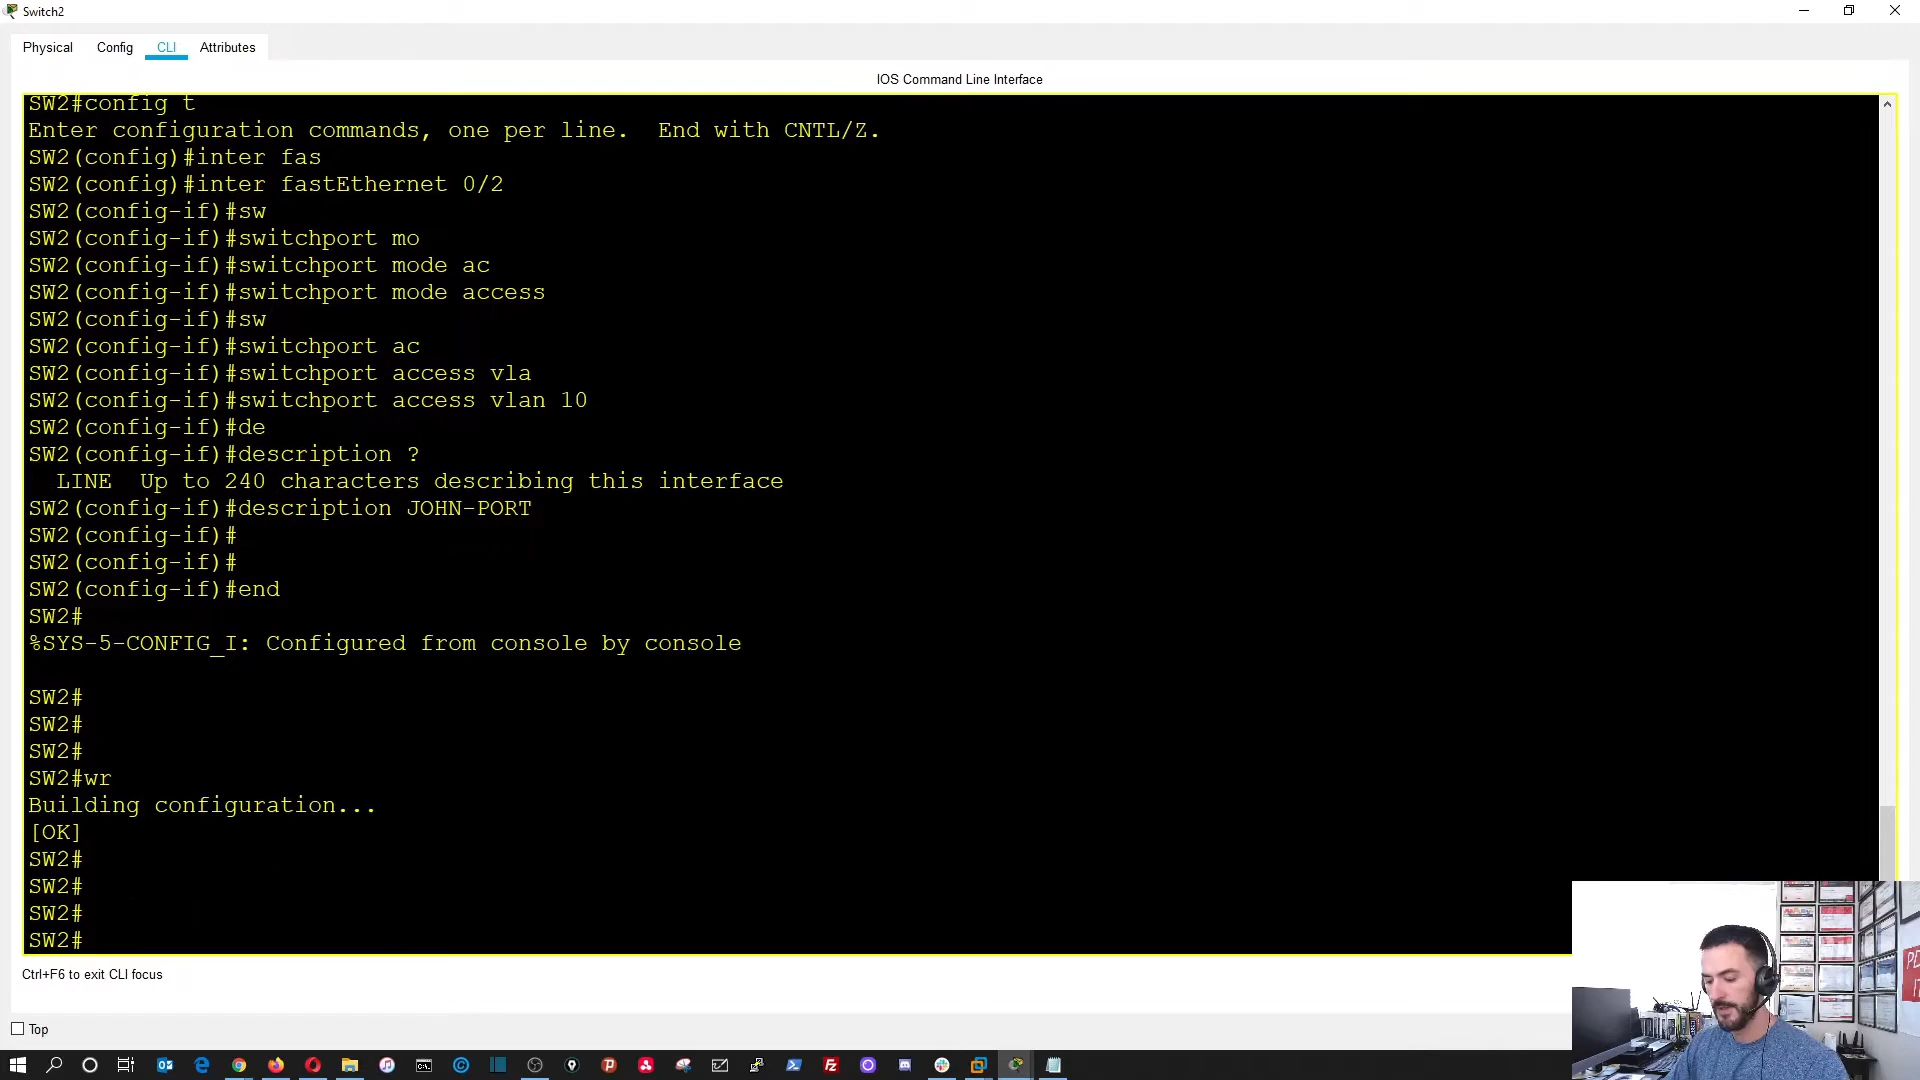 Switch2
Physical Config CLI Attributes
IOS Command Line Interface
SW2#config t
Enter configuration commands, one per line.  End with CNTL/Z.
SW2(config)#inter fas
SW2(config)#inter fastEthernet 0/2
SW2(config-if)#sw
SW2(config-if)#switchport mo
SW2(config-if)#switchport mode ac
SW2(config-if)#switchport mode access
SW2(config-if)#sw
SW2(config-if)#switchport ac
SW2(config-if)#switchport access vla
SW2(config-if)#switchport access vlan 10
SW2(config-if)#de
SW2(config-if)#description ?
  LINE  Up to 240 characters describing this interface
SW2(config-if)#description JOHN-PORT
SW2(config-if)#
SW2(config-if)#
SW2(config-if)#end
SW2#
%SYS-5-CONFIG_I: Configured from console by console
SW2#
SW2#
SW2#
SW2#wr
Building configuration...
[OK]
SW2#
SW2#
SW2#
SW2#
Ctrl+F6 to exit CLI focus
Top